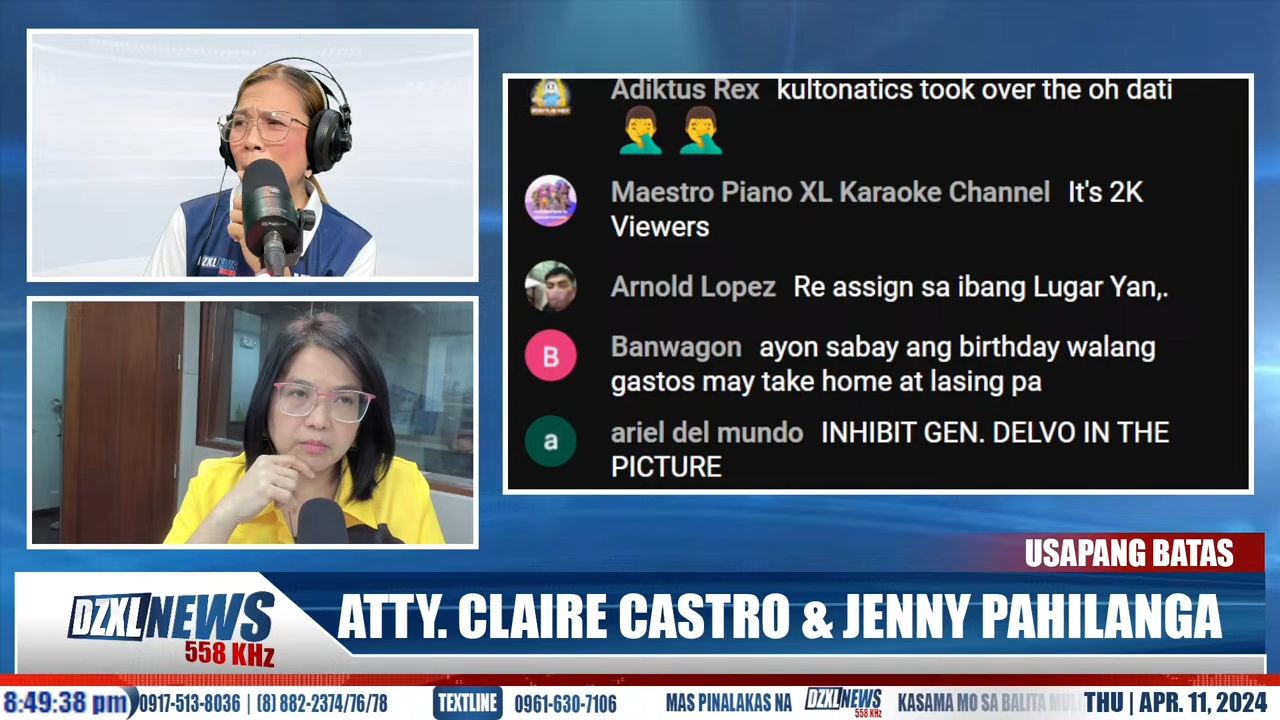 Adiktus Rex kultonatics took over the oh dati
Maestro Piano XL Karaoke Channel It's 2K
Viewers
Arnold Lopez Re assign sa ibang Lugar Yan,.
B
Banwagon ayon sabay ang birthday walang
gastos may take home at lasing pa
a
ariel del mundo INHIBIT GEN. DELVO IN THE
PICTURE
DZXL NEWS
USAPANG BATAS
DZXL NEWS
558 KHz
ATTY. CLAIRE CASTRO & JENNY PAHILANGA
8:49:38 pm
0917-513-8036 | (8) 882-2374/76/78
TEXTLINE
0961-630-7106
MAS PINALAKAS NA
DZXL NEWS
558 KHz
KASAMA MO SA BALITA
THU | APR. 11, 2024